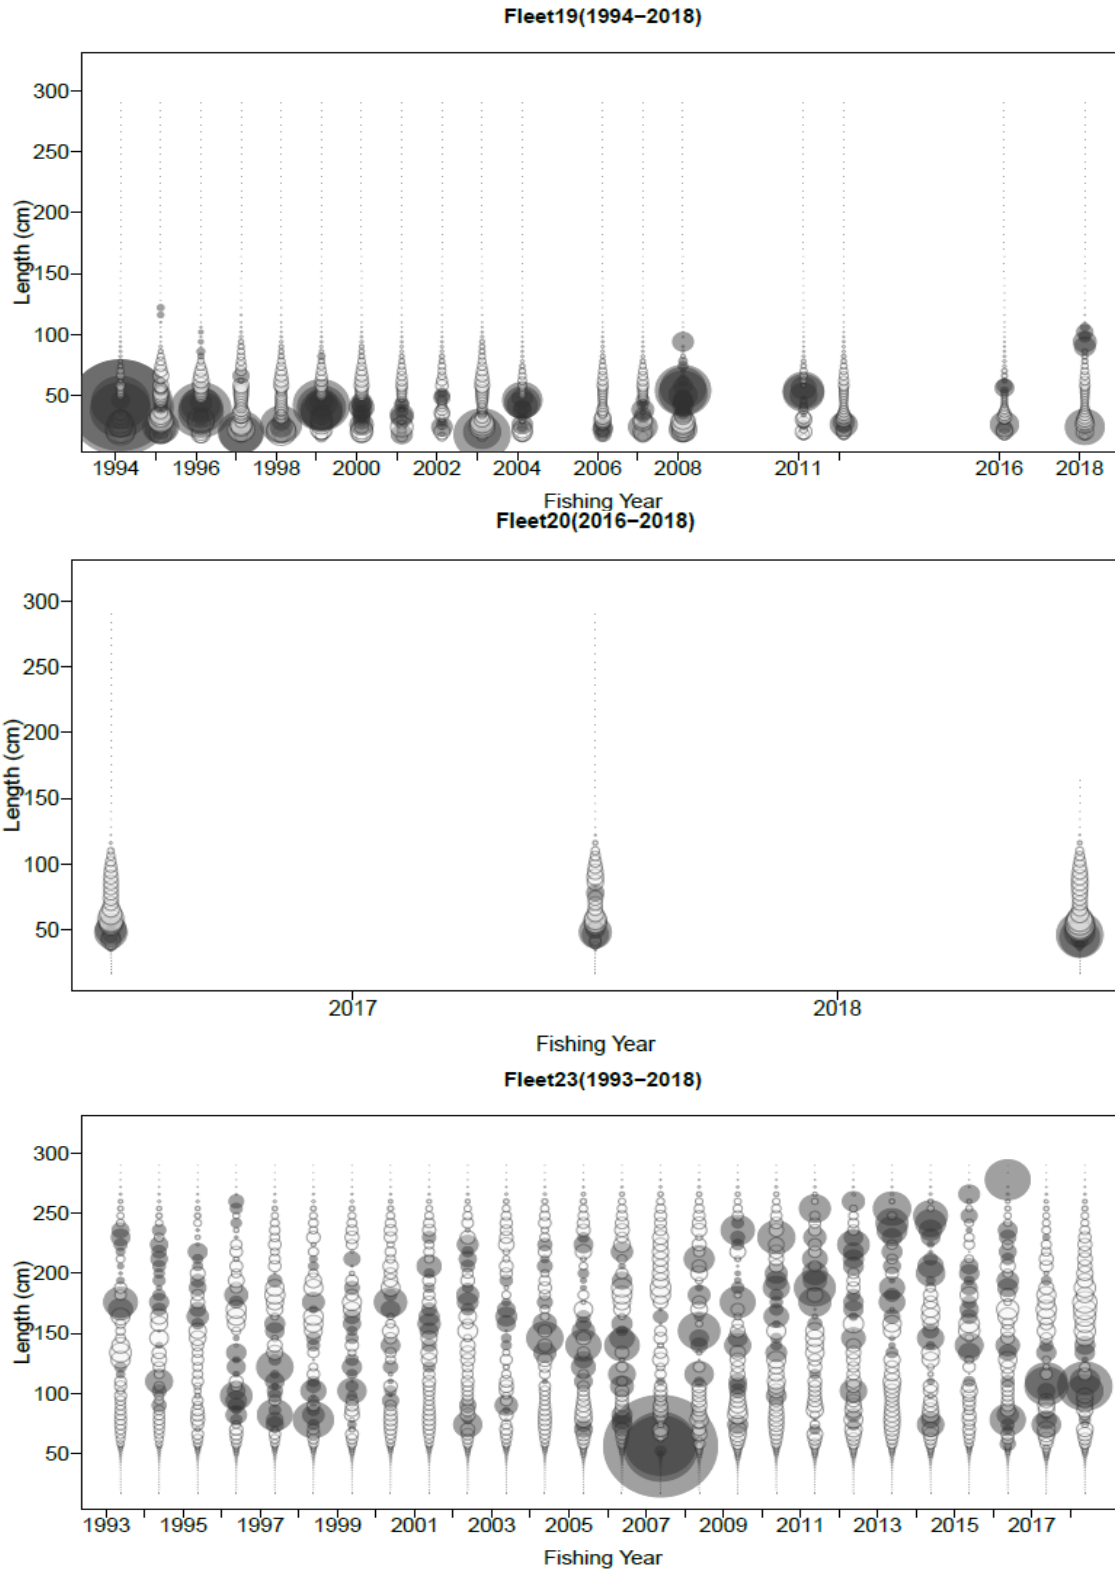 Fleet19(1994−2018)
300
250
200
150
100
50
Length (cm)
1994 1996 1998 2000 2002 2004 2006 2008 2011 2016 2018
Fishing Year
Fleet20(2016−2018)
300
250
200
150
100
50
Length (cm)
2017 2018
Fishing Year
Fleet23(1993−2018)
300
250
200
150
100
50
Length (cm)
1993 1995 1997 1999 2001 2003 2005 2007 2009 2011 2013 2015 2017
Fishing Year